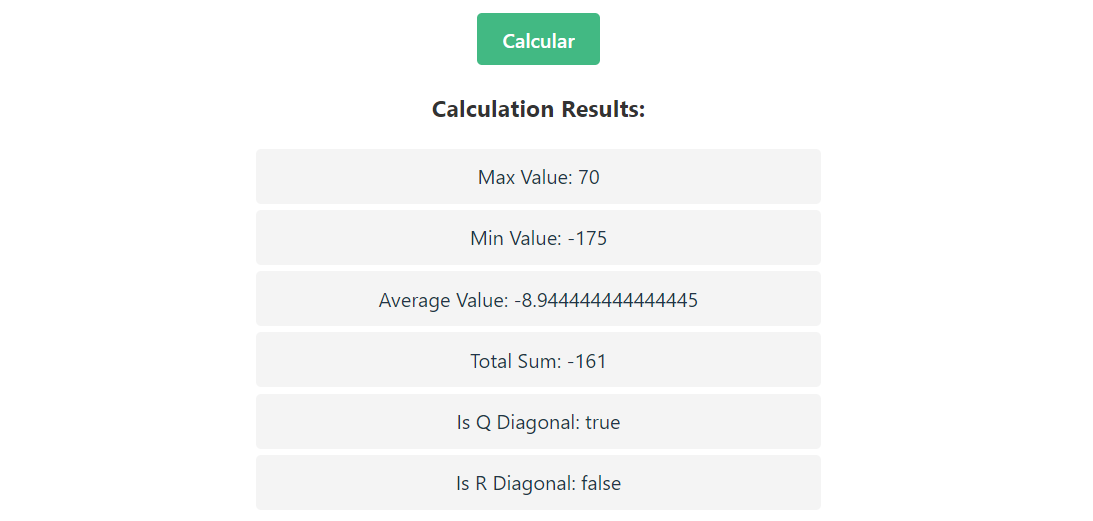 Calcular
Calculation Results:
Max Value: 70
Min Value: -175
Average Value: -8.944444444444445
Total Sum: -161
Is Q Diagonal: true
Is R Diagonal: false